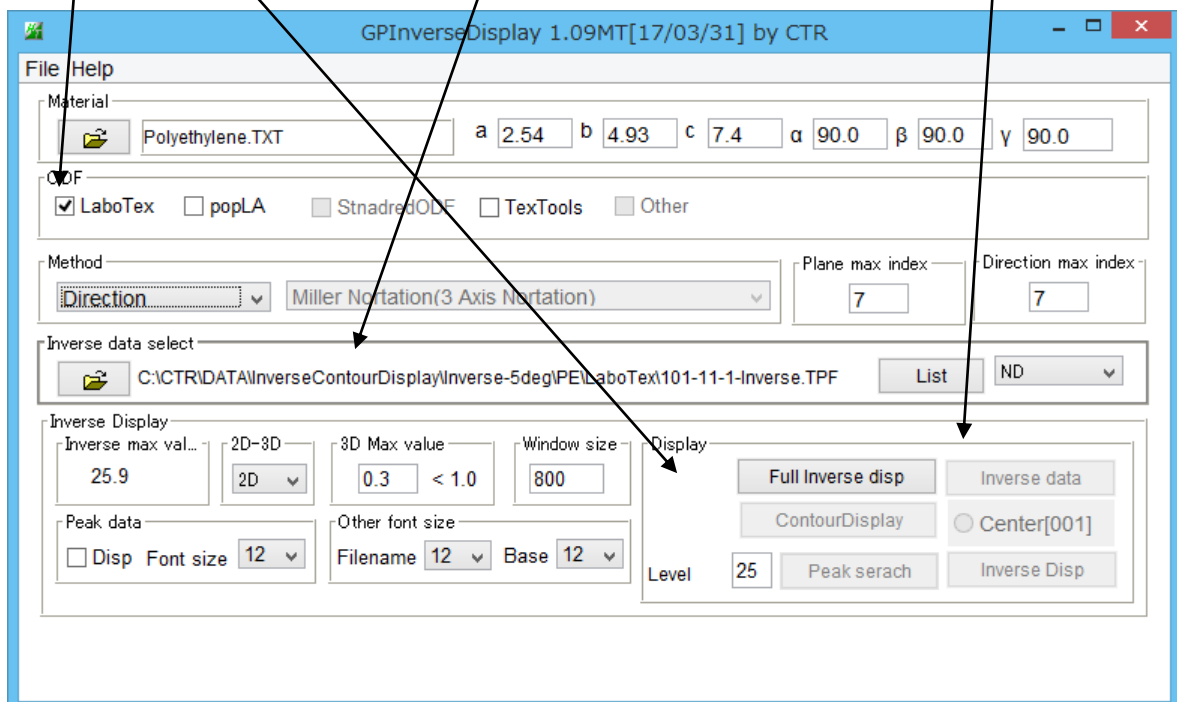 GPInverseDisplay 1.09MT[17/03/31] by CTR
File Help
Material
Polyethylene.TXT a 2.54 b 4.93 c 7.4 α 90.0 β 90.0 γ 90.0
ODF
LaboTex popLA StnadredODF TexTools Other
Method Plane max index Direction max index
Direction Miller Nortation(3 Axis Nortation) 7 7
Inverse data select
C:\CTR\DATA\InverseContourDisplay\Inverse-5deg\PE\LaboTex\101-11-1-Inverse.TPF List ND
Inverse Display
Inverse max val... 2D-3D 3D Max value Window size Display
25.9 2D 0.3 < 1.0 800 Full Inverse disp Inverse data
Peak data Other font size ContourDisplay Center[001]
Disp Font size 12 Filename 12 Base 12 Level 25 Peak serach Inverse Disp